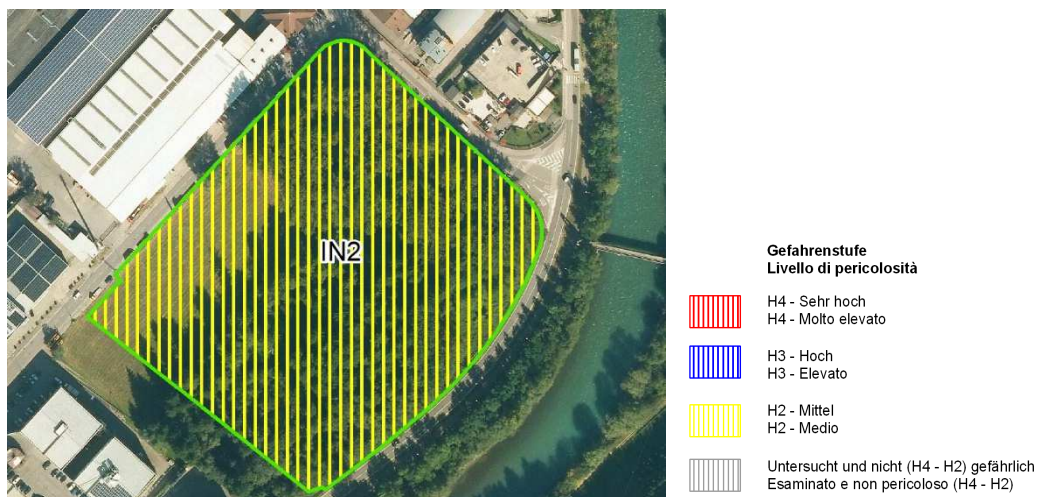 IN2
Gefahrenstufe
Livello di pericolosità
H4 - Sehr hoch
H4 - Molto elevato
H3 - Hoch
H3 - Elevato
H2 - Mittel
H2 - Medio
Untersucht und nicht (H4 - H2) gefährlich
Esaminato e non pericoloso (H4 - H2)